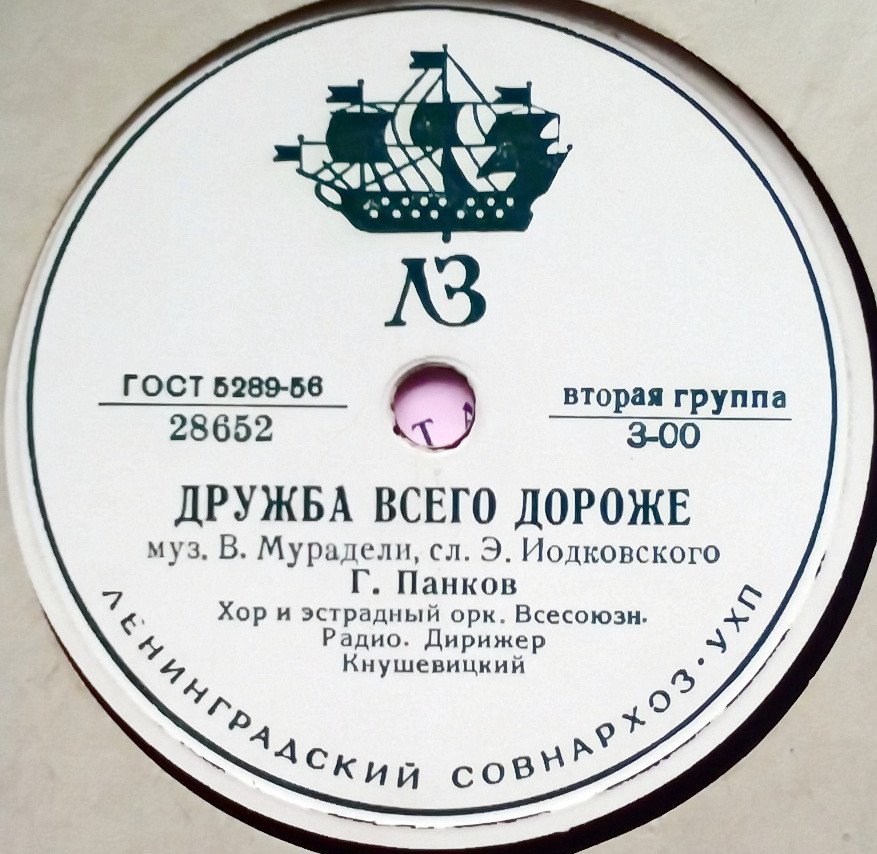 ЛЗ
ГОСТ 5289-56
28652
вторая группа
3-00
Т А
ДРУЖБА ВСЕГО ДОРОЖЕ
муз. В. Мурадели, сл. Э. Иодковского
Г. Панков
Хор и эстрадный орк. Всесоюзн.
Радио. Дирижер
Кнушевицкий
ЛЕНИНГРАДСКИЙ СОВНАРХОЗ · УХП